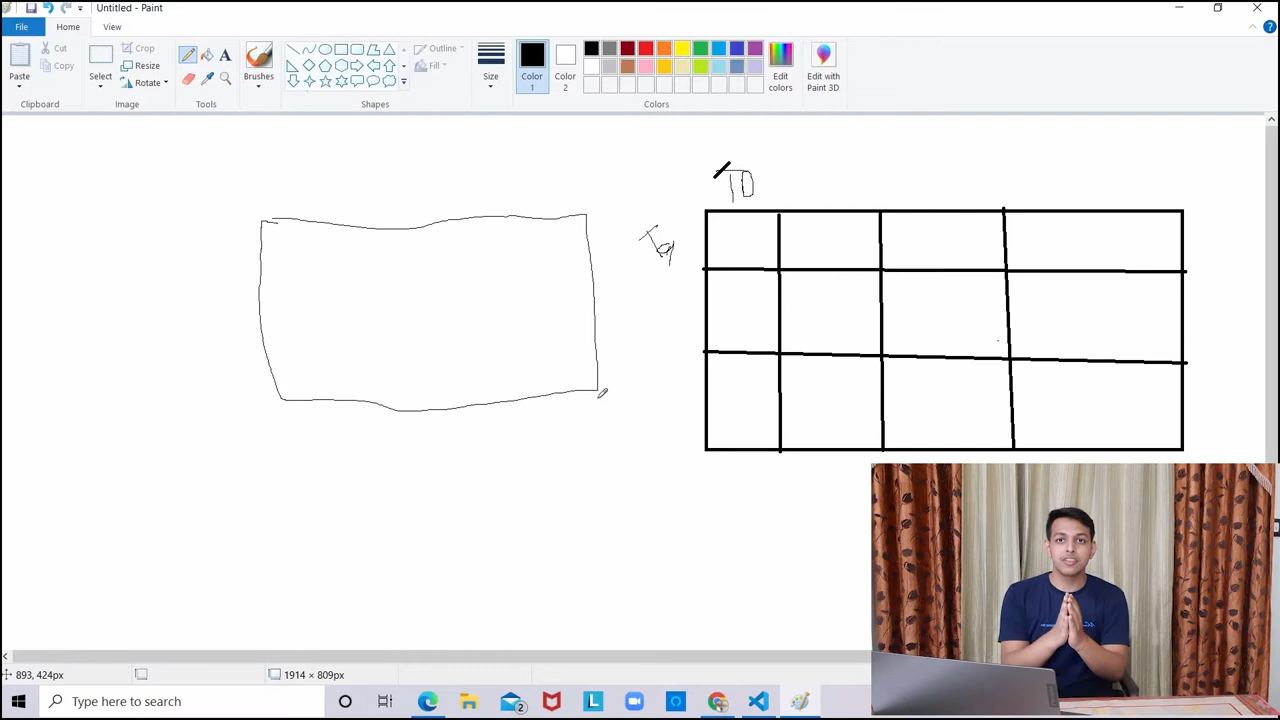 Untitled - Paint
File Home View
Paste
Cut
Copy
Clipboard
Select
Crop
Resize
Rotate
Image
Tools
Brushes
Outline
Fill
Shapes
Size
Color 1
Color 2
Edit colors
Colors
Edit with Paint 3D
TD
893, 424px
1914 × 809px
Type here to search
2
L